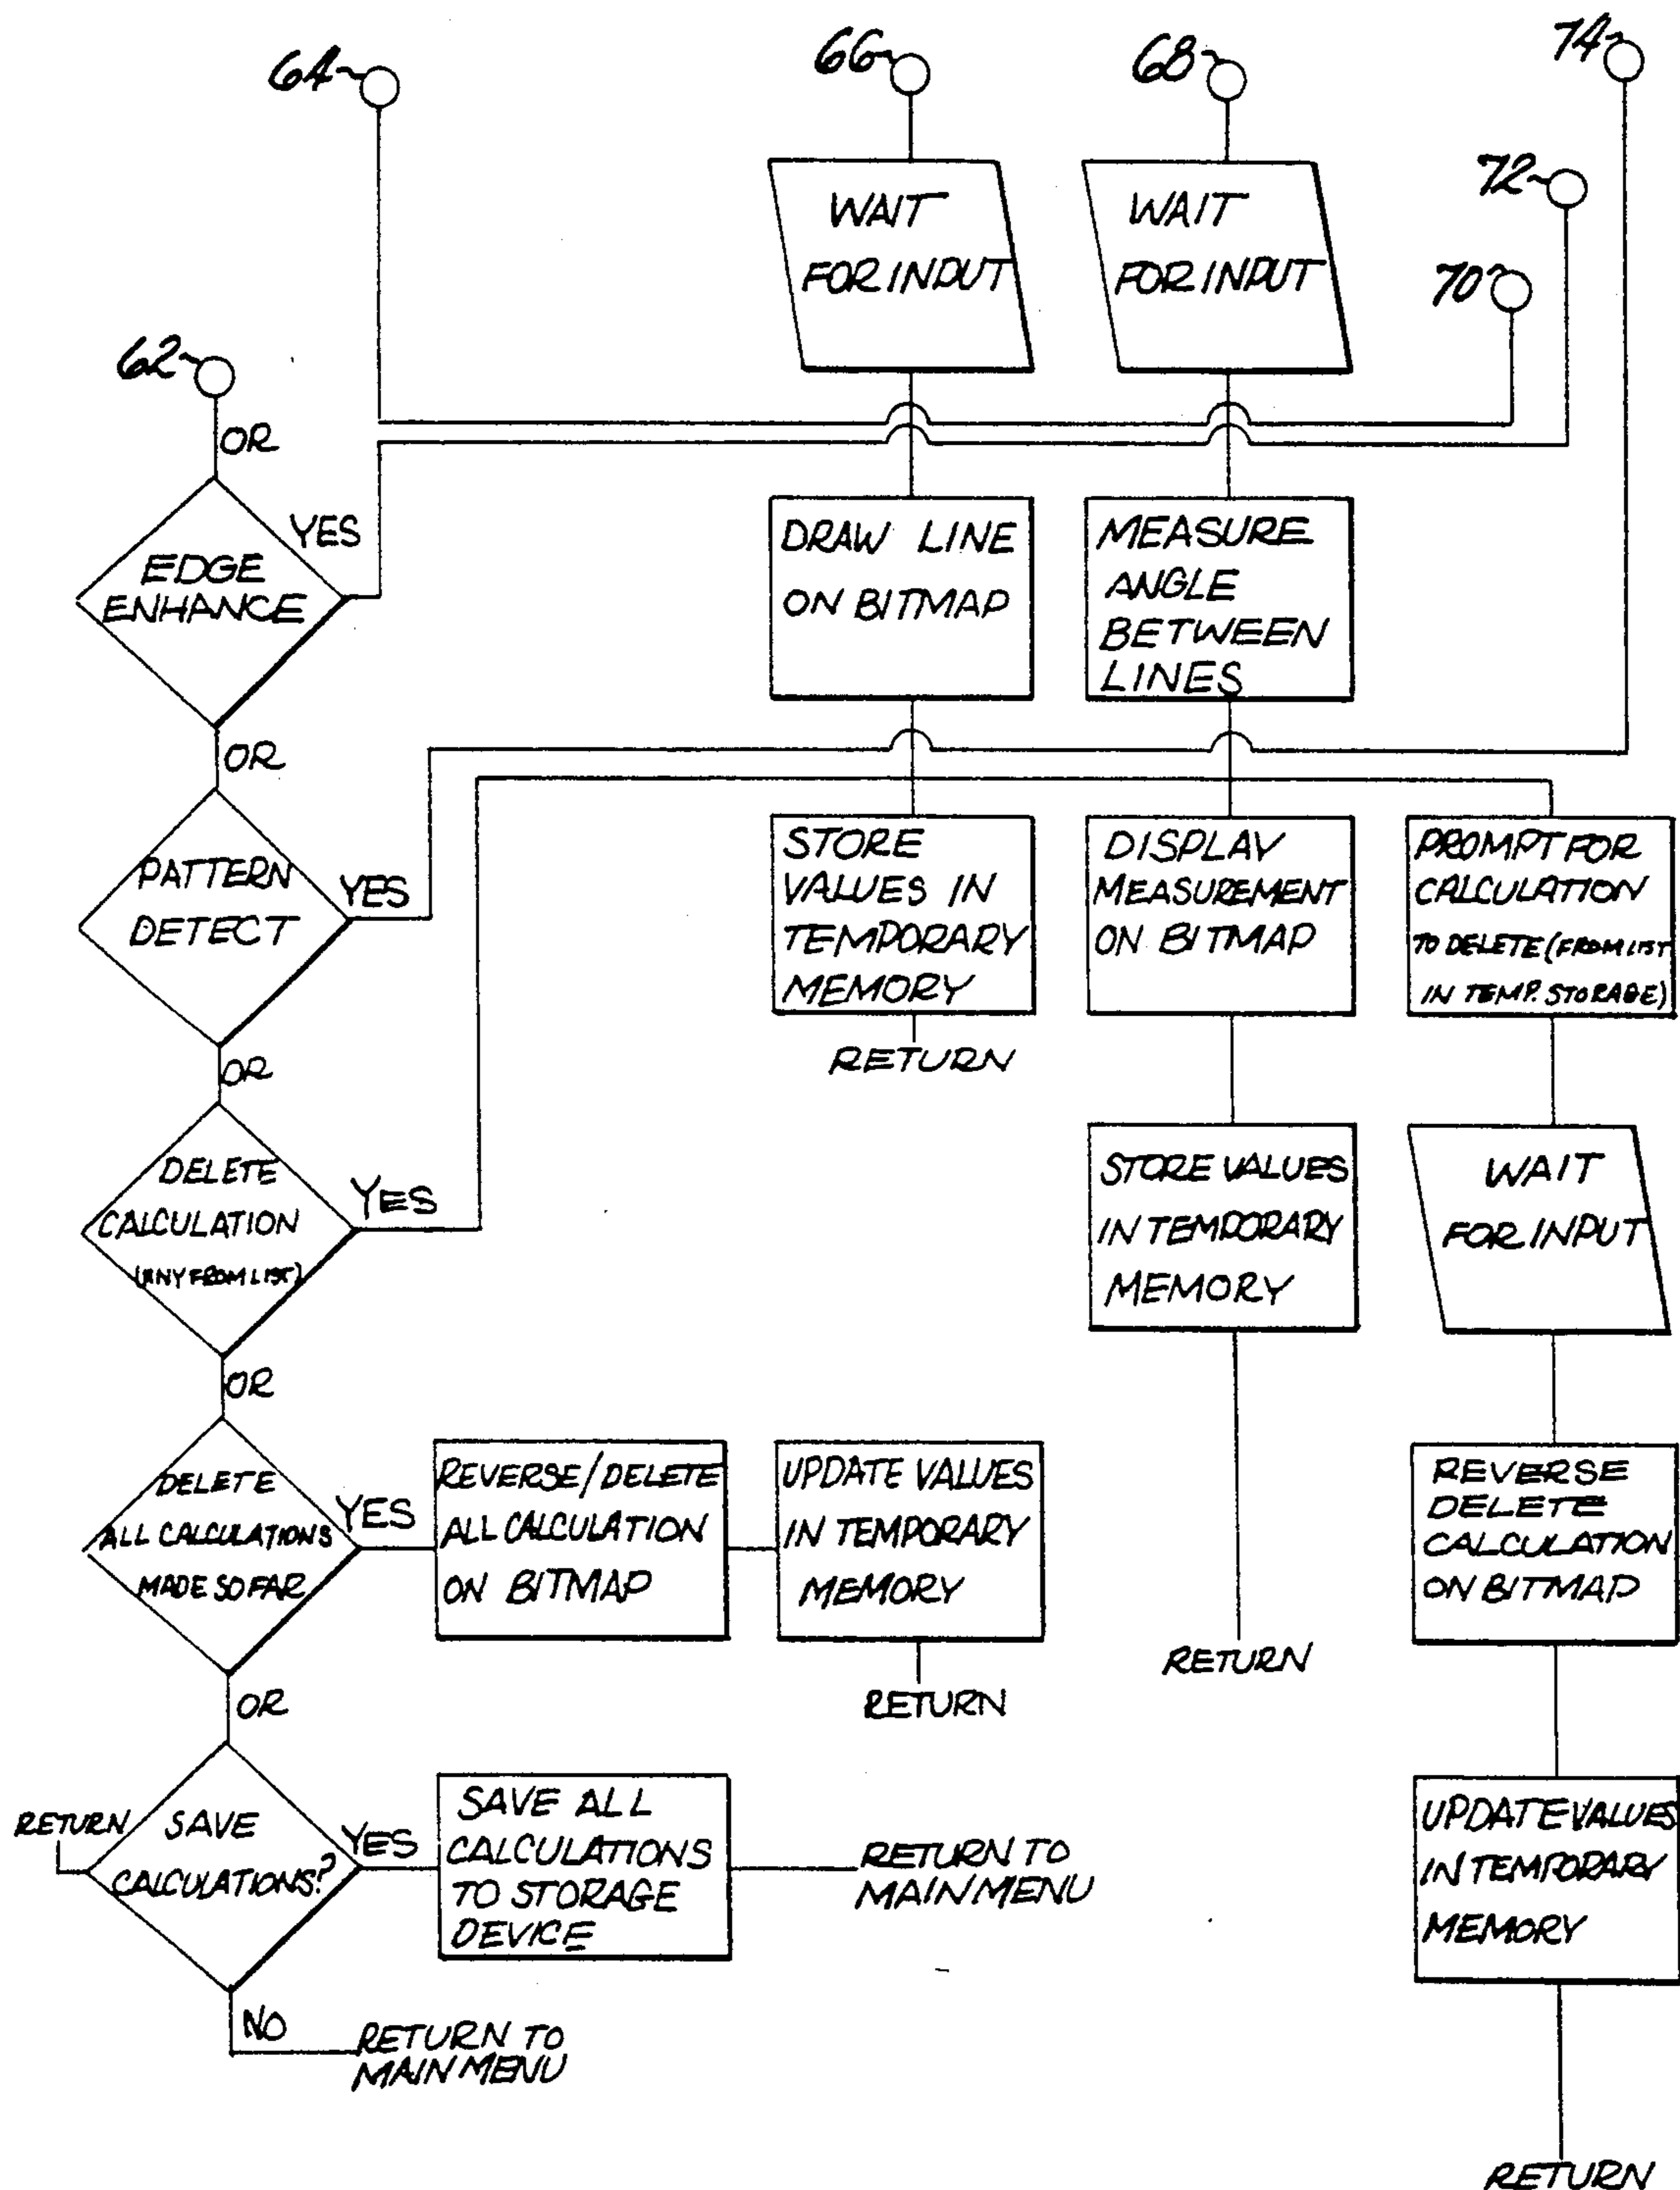 64
66
68
74
72
70
62
WAIT
FOR INPUT
WAIT
FOR INPUT
OR
YES
EDGE
ENHANCE
DRAW LINE
ON BITMAP
MEASURE
ANGLE
BETWEEN
LINES
OR
PATTERN
DETECT
YES
STORE
VALUES IN
TEMPORARY
MEMORY
RETURN
DISPLAY
MEASUREMENT
ON BITMAP
PROMPT FOR
CALCULATION
TO DELETE (FROM LIST
IN TEMP. STORAGE)
OR
DELETE
CALCULATION
(ANY FROM LIST)
YES
STORE VALUES
IN TEMPORARY
MEMORY
RETURN
WAIT
FOR INPUT
OR
DELETE
ALL CALCULATIONS
MADE SO FAR
YES
REVERSE/DELETE
ALL CALCULATION
ON BITMAP
UPDATE VALUES
IN TEMPORARY
MEMORY
RETURN
REVERSE
DELETE
CALCULATION
ON BITMAP
OR
RETURN
SAVE
CALCULATIONS?
YES
SAVE ALL
CALCULATIONS
TO STORAGE
DEVICE
RETURN TO
MAIN MENU
UPDATE VALUES
IN TEMPORARY
MEMORY
NO
RETURN TO
MAIN MENU
RETURN